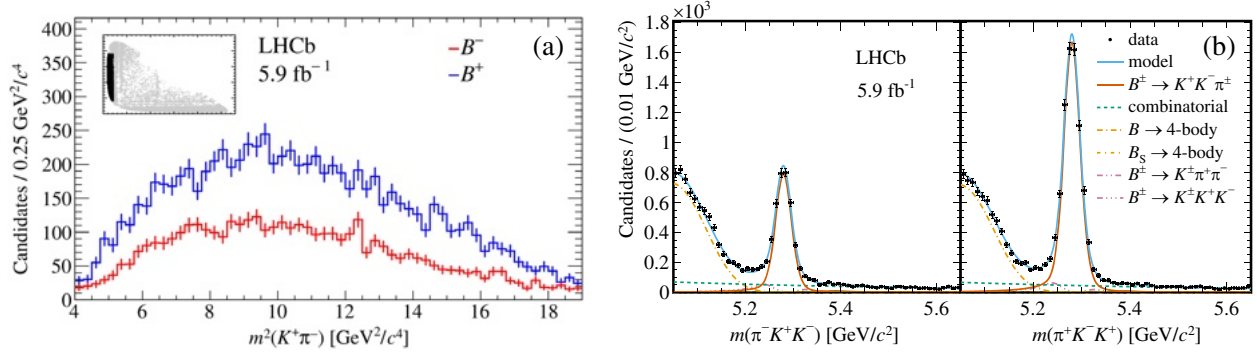 400
350
300
250
200
150
100
50
0
Candidates / 0.25 GeV²/c⁴
LHCb
5.9 fb⁻¹
B⁻
B⁺
(a)
4 6 8 10 12 14 16 18
m²(K⁺π⁻) [GeV²/c⁴]
×10³
1.8
1.6
1.4
1.2
1.0
0.8
0.6
0.4
0.2
0
Candidates / (0.01 GeV/c²)
LHCb
5.9 fb⁻¹
5.2 5.4 5.6
m(π⁻K⁺K⁻) [GeV/c²]
(b)
data
model
B± → K⁺K⁻π±
combinatorial
B → 4-body
B_S → 4-body
B± → K±π⁺π⁻
B± → K±K⁺K⁻
5.2 5.4 5.6
m(π⁺K⁻K⁺) [GeV/c²]